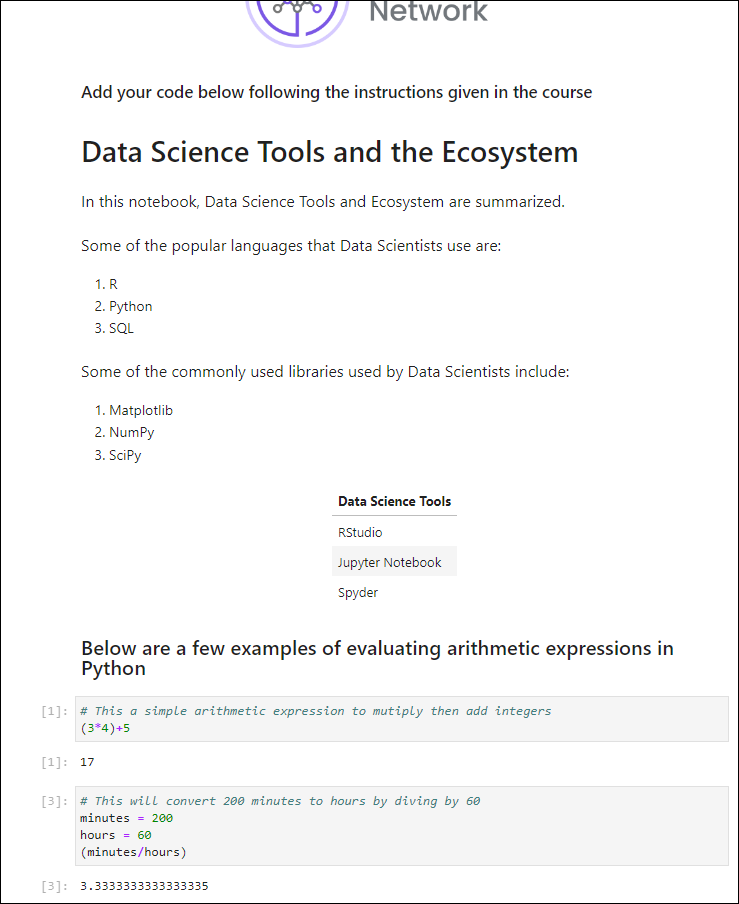 Network
Add your code below following the instructions given in the course
Data Science Tools and the Ecosystem
In this notebook, Data Science Tools and Ecosystem are summarized.
Some of the popular languages that Data Scientists use are:
1. R
2. Python
3. SQL
Some of the commonly used libraries used by Data Scientists include:
1. Matplotlib
2. NumPy
3. SciPy
Data Science Tools
RStudio
Jupyter Notebook
Spyder
Below are a few examples of evaluating arithmetic expressions in
Python
[1]: # This a simple arithmetic expression to mutiply then add integers
(3*4)+5
[1]: 17
[3]: # This will convert 200 minutes to hours by diving by 60
minutes = 200
hours = 60
(minutes/hours)
[3]: 3.3333333333333335